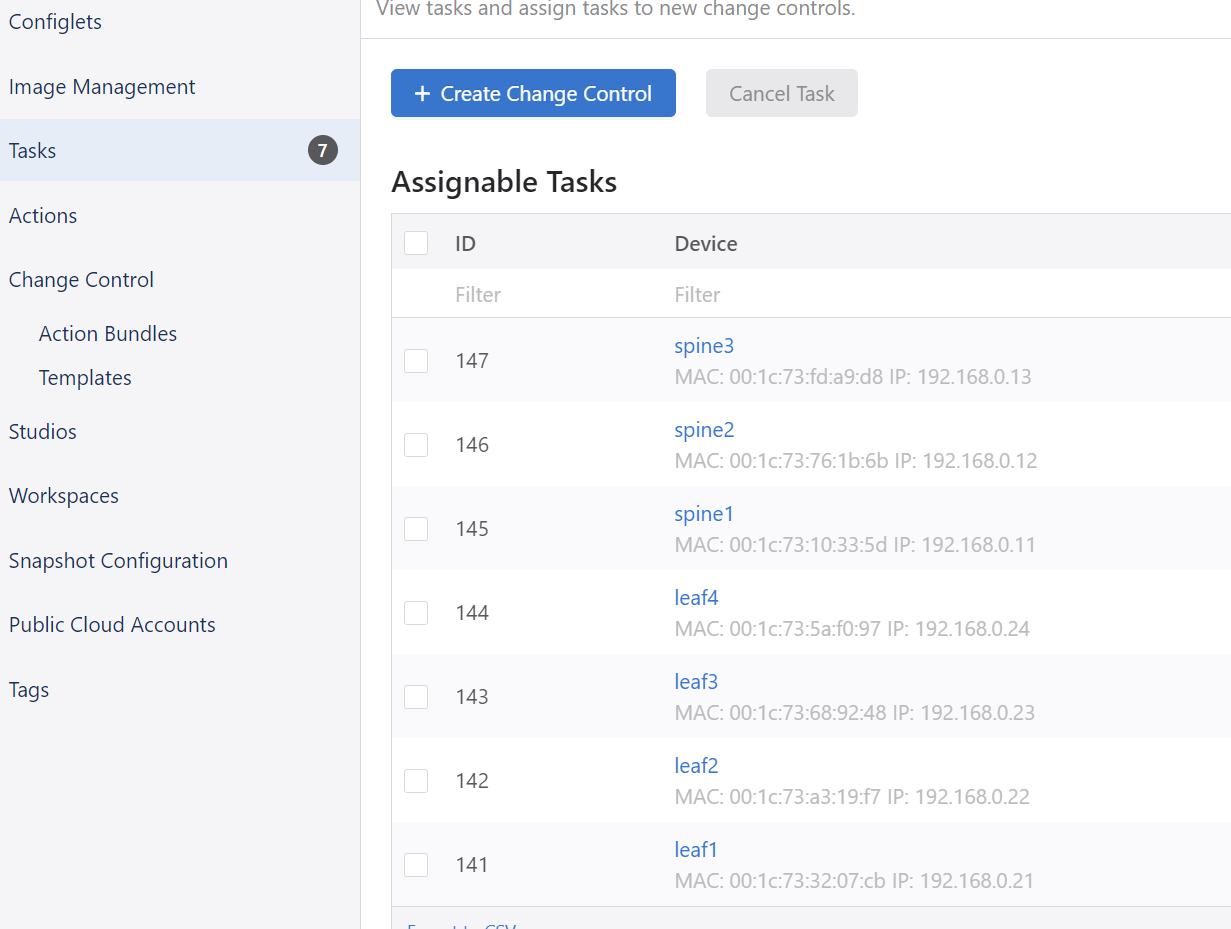 Configlets
Image Management
Tasks 7
Actions
Change Control
Action Bundles
Templates
Studios
Workspaces
Snapshot Configuration
Public Cloud Accounts
Tags
View tasks and assign tasks to new change controls.
+ Create Change Control Cancel Task
Assignable Tasks
ID Device
Filter Filter
147 spine3
MAC: 00:1c:73:fd:a9:d8 IP: 192.168.0.13
146 spine2
MAC: 00:1c:73:76:1b:6b IP: 192.168.0.12
145 spine1
MAC: 00:1c:73:10:33:5d IP: 192.168.0.11
144 leaf4
MAC: 00:1c:73:5a:f0:97 IP: 192.168.0.24
143 leaf3
MAC: 00:1c:73:68:92:48 IP: 192.168.0.23
142 leaf2
MAC: 00:1c:73:a3:19:f7 IP: 192.168.0.22
141 leaf1
MAC: 00:1c:73:32:07:cb IP: 192.168.0.21
Export to CSV